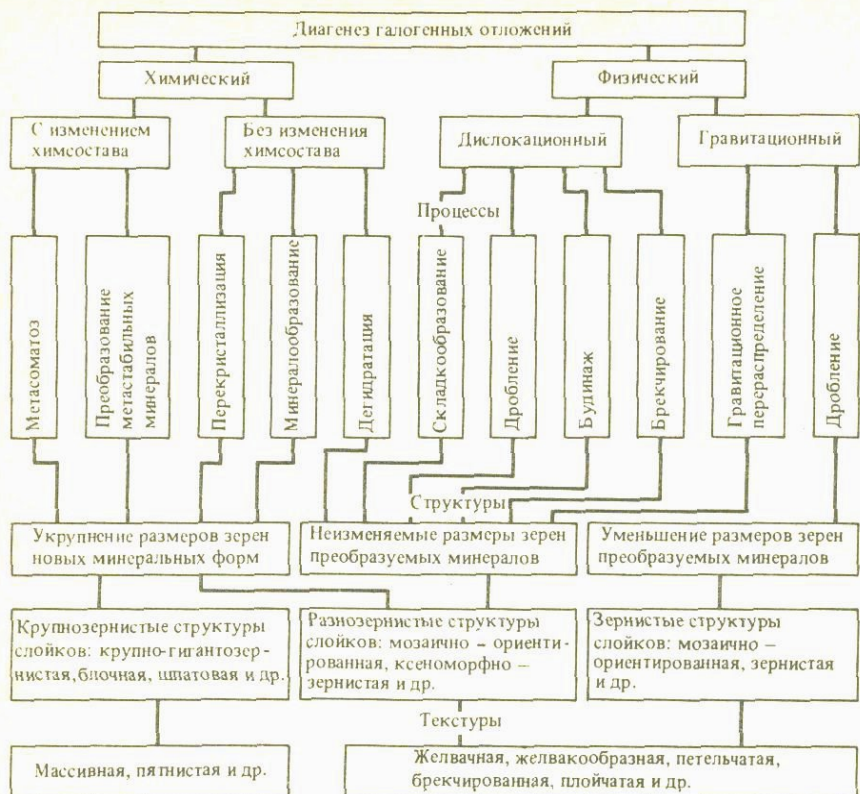 Диагенез галогенных отложений
Химический
Физический
С изменением
химсостава
Без изменения
химсостава
Дислокационный
Гравитационный
Процессы
Метасоматоз
Преобразование
метастабильных
минералов
Перекристаллизация
Минералообразование
Дегидратация
Складкообразование
Дробление
Будинаж
Брекчирование
Гравитационное
перераспределение
Дробление
Структуры
Укрупнение размеров зерен
новых минеральных форм
Неизменяемые размеры зерен
преобразуемых минералов
Уменьшение размеров зерен
преобразуемых минералов
Крупнозернистые структуры
слойков: крупно-гигантозер-
нистая, блочная, шпатовая и др.
Разнозернистые структуры
слойков: мозаично – ориенти-
рованная, ксеноморфно –
зернистая и др.
Зернистые структуры
слойков: мозаично –
ориентированная, зернистая
и др.
Текстуры
Массивная, пятнистая и др.
Желвачная, желвакообразная, петельчатая,
брекчированная, плойчатая и др.